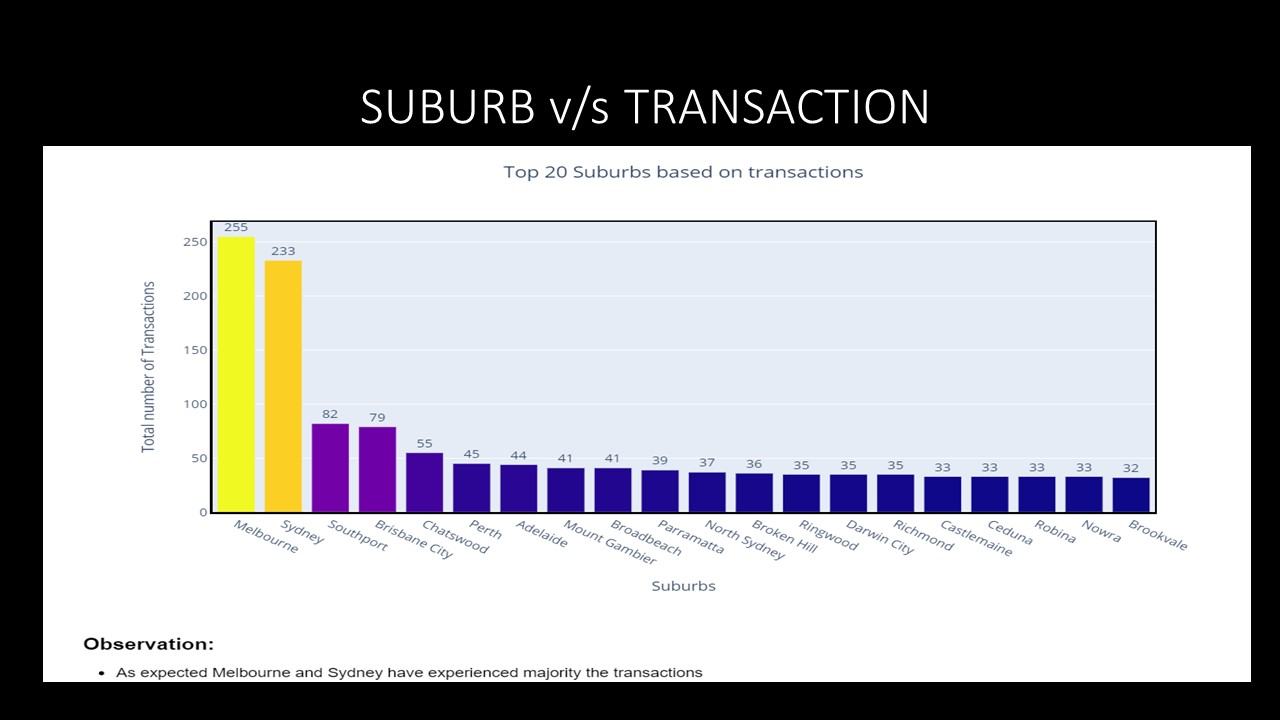 SUBURB v/s TRANSACTION
Top 20 Suburbs based on transactions
Total number of Transactions
250
200
150
100
50
0
255
233
82
79
55
45
44
41
41
39
37
36
35
35
35
33
33
33
33
32
Melbourne
Sydney
Southport
Brisbane City
Chatswood
Perth
Adelaide
Mount Gambier
Broadbeach
Parramatta
North Sydney
Broken Hill
Ringwood
Darwin City
Richmond
Castlemaine
Ceduna
Robina
Nowra
Brookvale
Suburbs
Observation:
• As expected Melbourne and Sydney have experienced majority the transactions